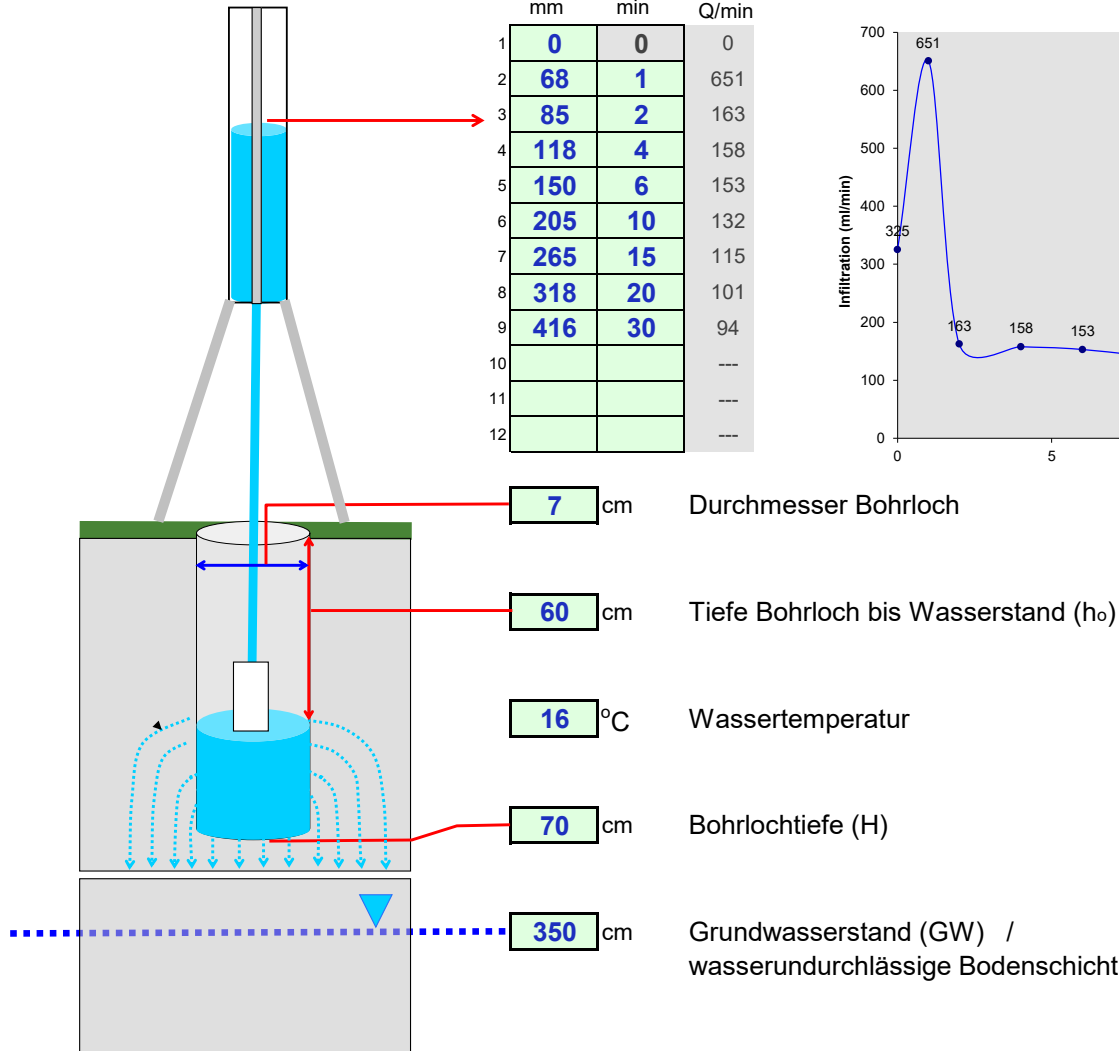 mm min Q/min
1 0 0 0
2 68 1 651
3 85 2 163
4 118 4 158
5 150 6 153
6 205 10 132
7 265 15 115
8 318 20 101
9 416 30 94
10 ---
11 ---
12 ---
Infiltration (ml/min)
700
600
500
400
300
200
100
0
0 5
325
651
163
158
153
7 cm Durchmesser Bohrloch
60 cm Tiefe Bohrloch bis Wasserstand (ho)
16 °C Wassertemperatur
70 cm Bohrlochtiefe (H)
350 cm Grundwasserstand (GW) /
wasserundurchlässige Bodenschicht